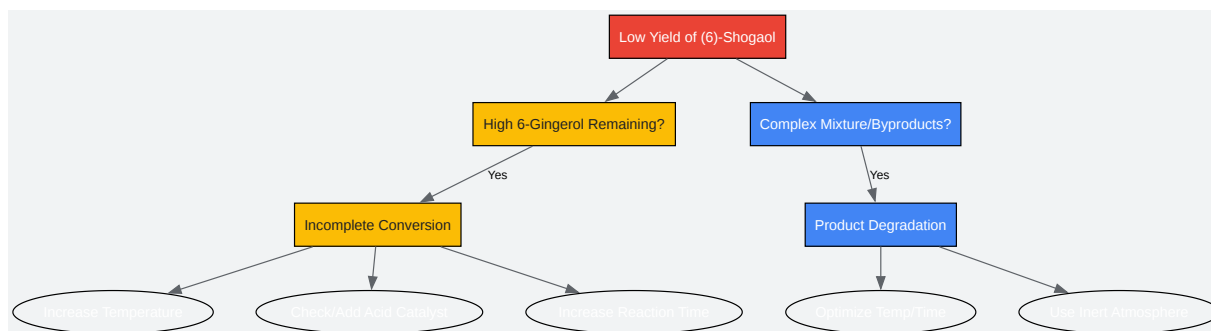 Low Yield of (6)-Shogaol
High 6-Gingerol Remaining?
Complex Mixture/Byproducts?
Yes
Yes
Incomplete Conversion
Product Degradation
Increase Temperature
Check/Add Acid Catalyst
Increase Reaction Time
Optimize Temp/Time
Use Inert Atmosphere